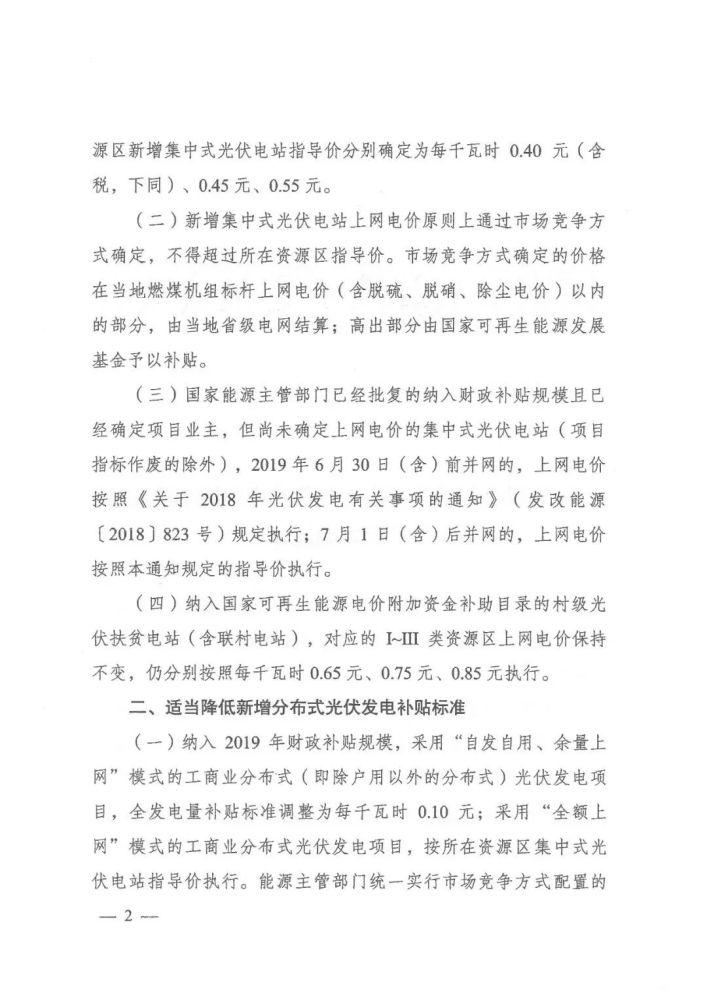 源区新增集中式光伏电站指导价分别确定为每千瓦时 0.40 元（含
税，下同）、0.45 元、0.55 元。
（二）新增集中式光伏电站上网电价原则上通过市场竞争方
式确定，不得超过所在资源区指导价。市场竞争方式确定的价格
在当地燃煤机组标杆上网电价（含脱硫、脱硝、除尘电价）以内
的部分，由当地省级电网结算；高出部分由国家可再生能源发展
基金予以补贴。
（三）国家能源主管部门已经批复的纳入财政补贴规模且已
经确定项目业主，但尚未确定上网电价的集中式光伏电站（项目
指标作废的除外），2019 年 6 月 30 日（含）前并网的，上网电价
按照《关于 2018 年光伏发电有关事项的通知》（发改能源
〔2018〕823 号）规定执行；7 月 1 日（含）后并网的，上网电价
按照本通知规定的指导价执行。
（四）纳入国家可再生能源电价附加资金补助目录的村级光
伏扶贫电站（含联村电站），对应的 I~III 类资源区上网电价保持
不变，仍分别按照每千瓦时 0.65 元、0.75 元、0.85 元执行。
二、适当降低新增分布式光伏发电补贴标准
（一）纳入 2019 年财政补贴规模，采用“自发自用、余量上
网”模式的工商业分布式（即除户用以外的分布式）光伏发电项
目，全发电量补贴标准调整为每千瓦时 0.10 元；采用“全额上
网”模式的工商业分布式光伏发电项目，按所在资源区集中式光
伏电站指导价执行。能源主管部门统一实行市场竞争方式配置的
— 2 —